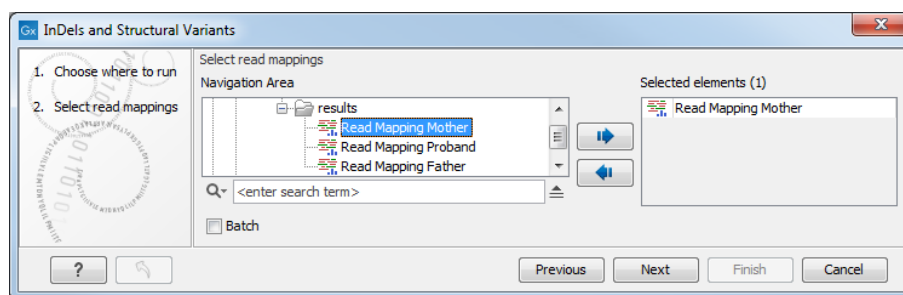 Gx InDels and Structural Variants
1. Choose where to run
2. Select read mappings
Select read mappings
Navigation Area
results
Read Mapping Mother
Read Mapping Proband
Read Mapping Father
<enter search term>
Batch
Selected elements (1)
Read Mapping Mother
?
Previous
Next
Finish
Cancel